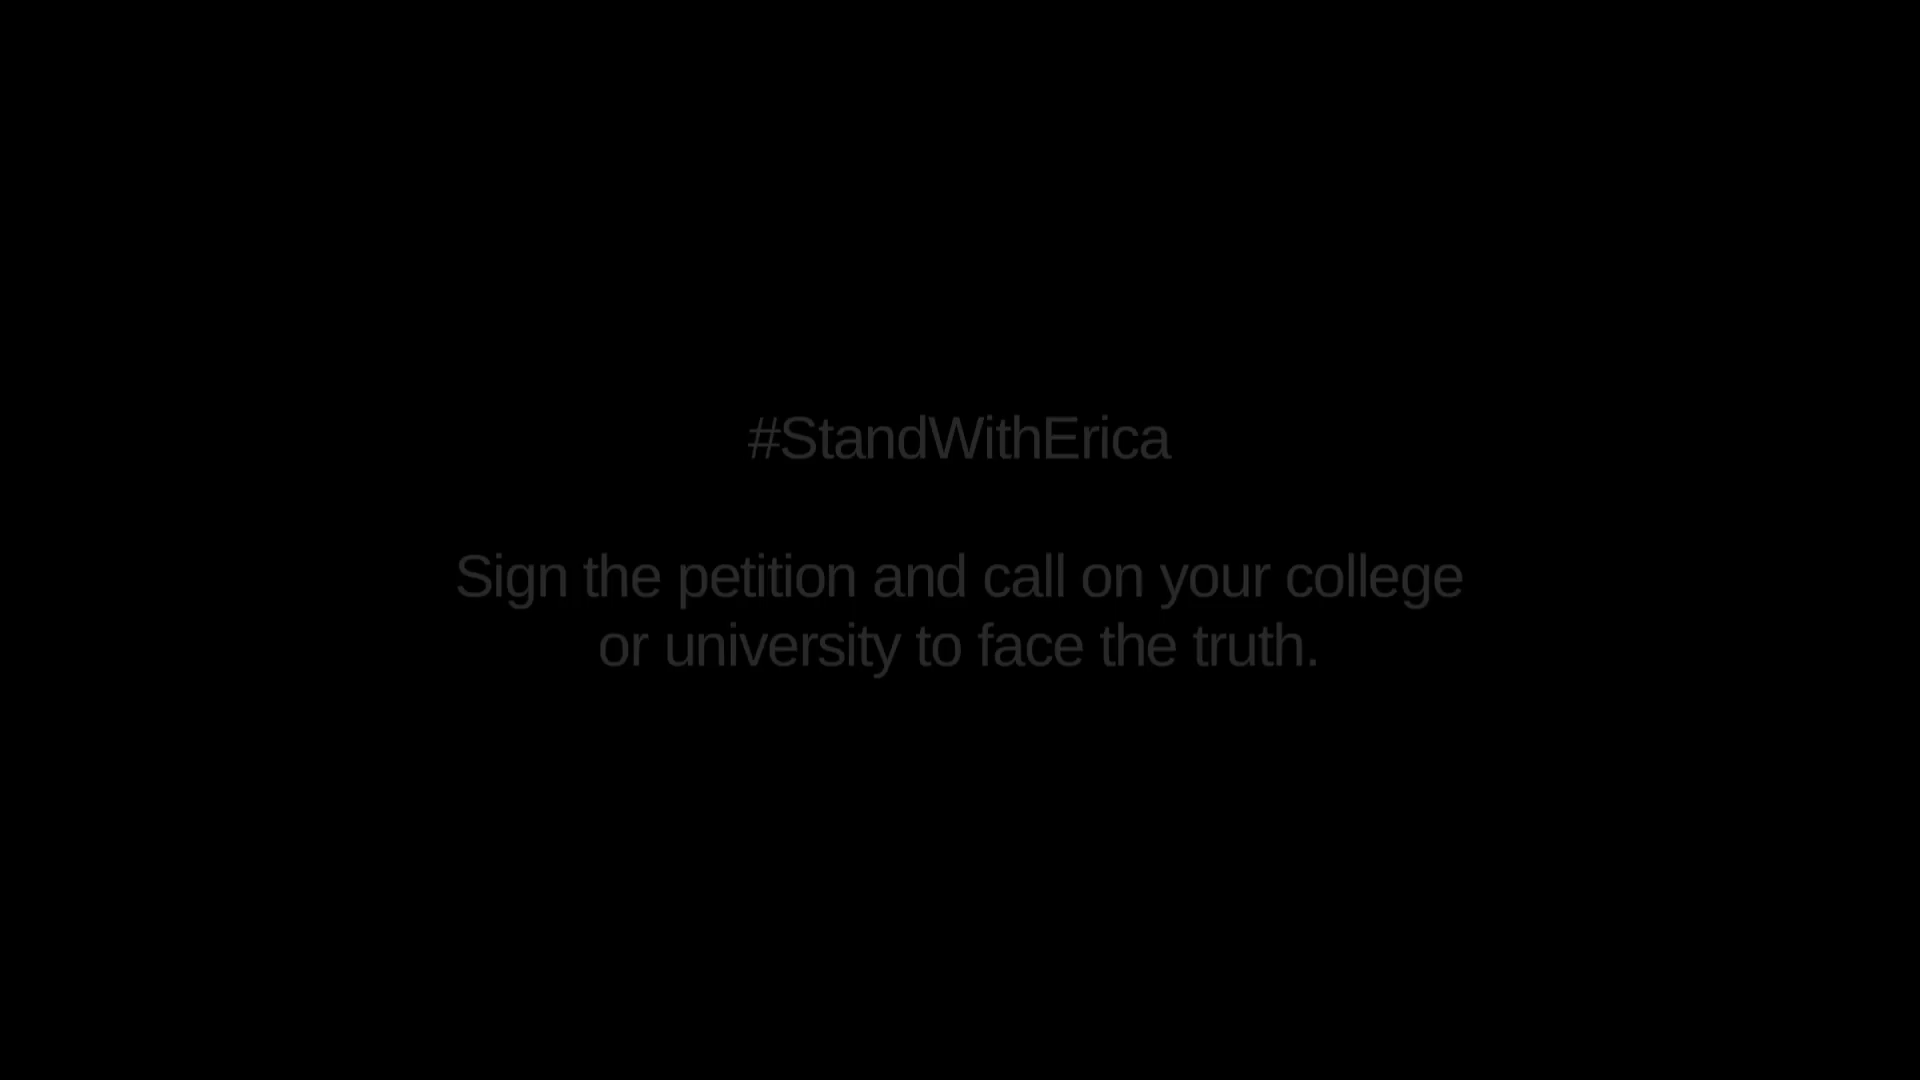 #StandWithErica
Sign the petition and call on your college
or university to face the truth.